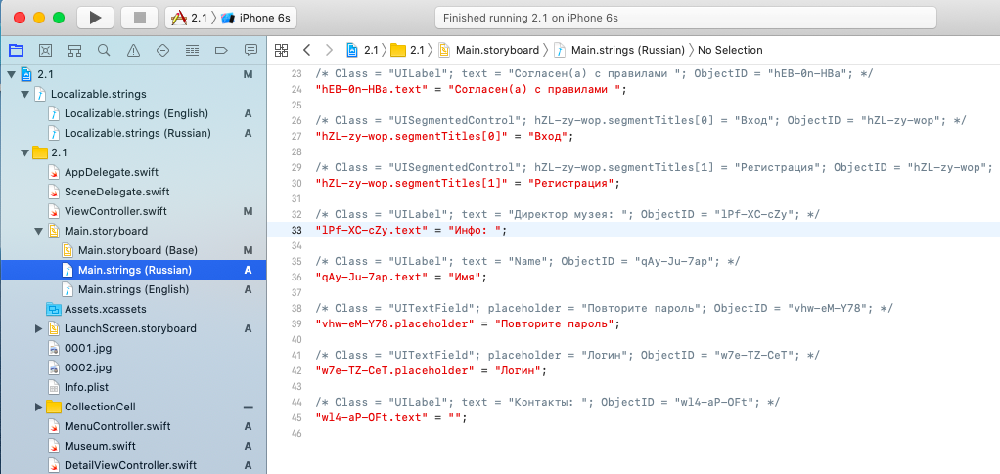 2.1 iPhone 6s
Finished running 2.1 on iPhone 6s
2.1 2.1 Main.storyboard Main.strings (Russian) No Selection
2.1 M
Localizable.strings
Localizable.strings (English) A
Localizable.strings (Russian) A
2.1
AppDelegate.swift
SceneDelegate.swift
ViewController.swift M
Main.storyboard
Main.storyboard (Base) M
Main.strings (Russian) A
Main.strings (English) A
Assets.xcassets
LaunchScreen.storyboard A
0001.jpg
0002.jpg
Info.plist
CollectionCell
MenuController.swift A
Museum.swift A
DetailViewController.swift A
23 /* Class = "UILabel"; text = "Согласен(а) с правилами "; ObjectID = "hEB-0n-HBa"; */
24 "hEB-0n-HBa.text" = "Согласен(а) с правилами ";
25
26 /* Class = "UISegmentedControl"; hZL-zy-wop.segmentTitles[0] = "Вход"; ObjectID = "hZL-zy-wop"; */
27 "hZL-zy-wop.segmentTitles[0]" = "Вход";
28
29 /* Class = "UISegmentedControl"; hZL-zy-wop.segmentTitles[1] = "Регистрация"; ObjectID = "hZL-zy-wop";
30 "hZL-zy-wop.segmentTitles[1]" = "Регистрация";
31
32 /* Class = "UILabel"; text = "Директор музея: "; ObjectID = "lPf-XC-cZy"; */
33 "lPf-XC-cZy.text" = "Инфо: ";
34
35 /* Class = "UILabel"; text = "Name"; ObjectID = "qAy-Ju-7ap"; */
36 "qAy-Ju-7ap.text" = "Имя";
37
38 /* Class = "UITextField"; placeholder = "Повторите пароль"; ObjectID = "vhw-eM-Y78"; */
39 "vhw-eM-Y78.placeholder" = "Повторите пароль";
40
41 /* Class = "UITextField"; placeholder = "Логин"; ObjectID = "w7e-TZ-CeT"; */
42 "w7e-TZ-CeT.placeholder" = "Логин";
43
44 /* Class = "UILabel"; text = "Контакты: "; ObjectID = "wl4-aP-OFt"; */
45 "wl4-aP-OFt.text" = "";
46